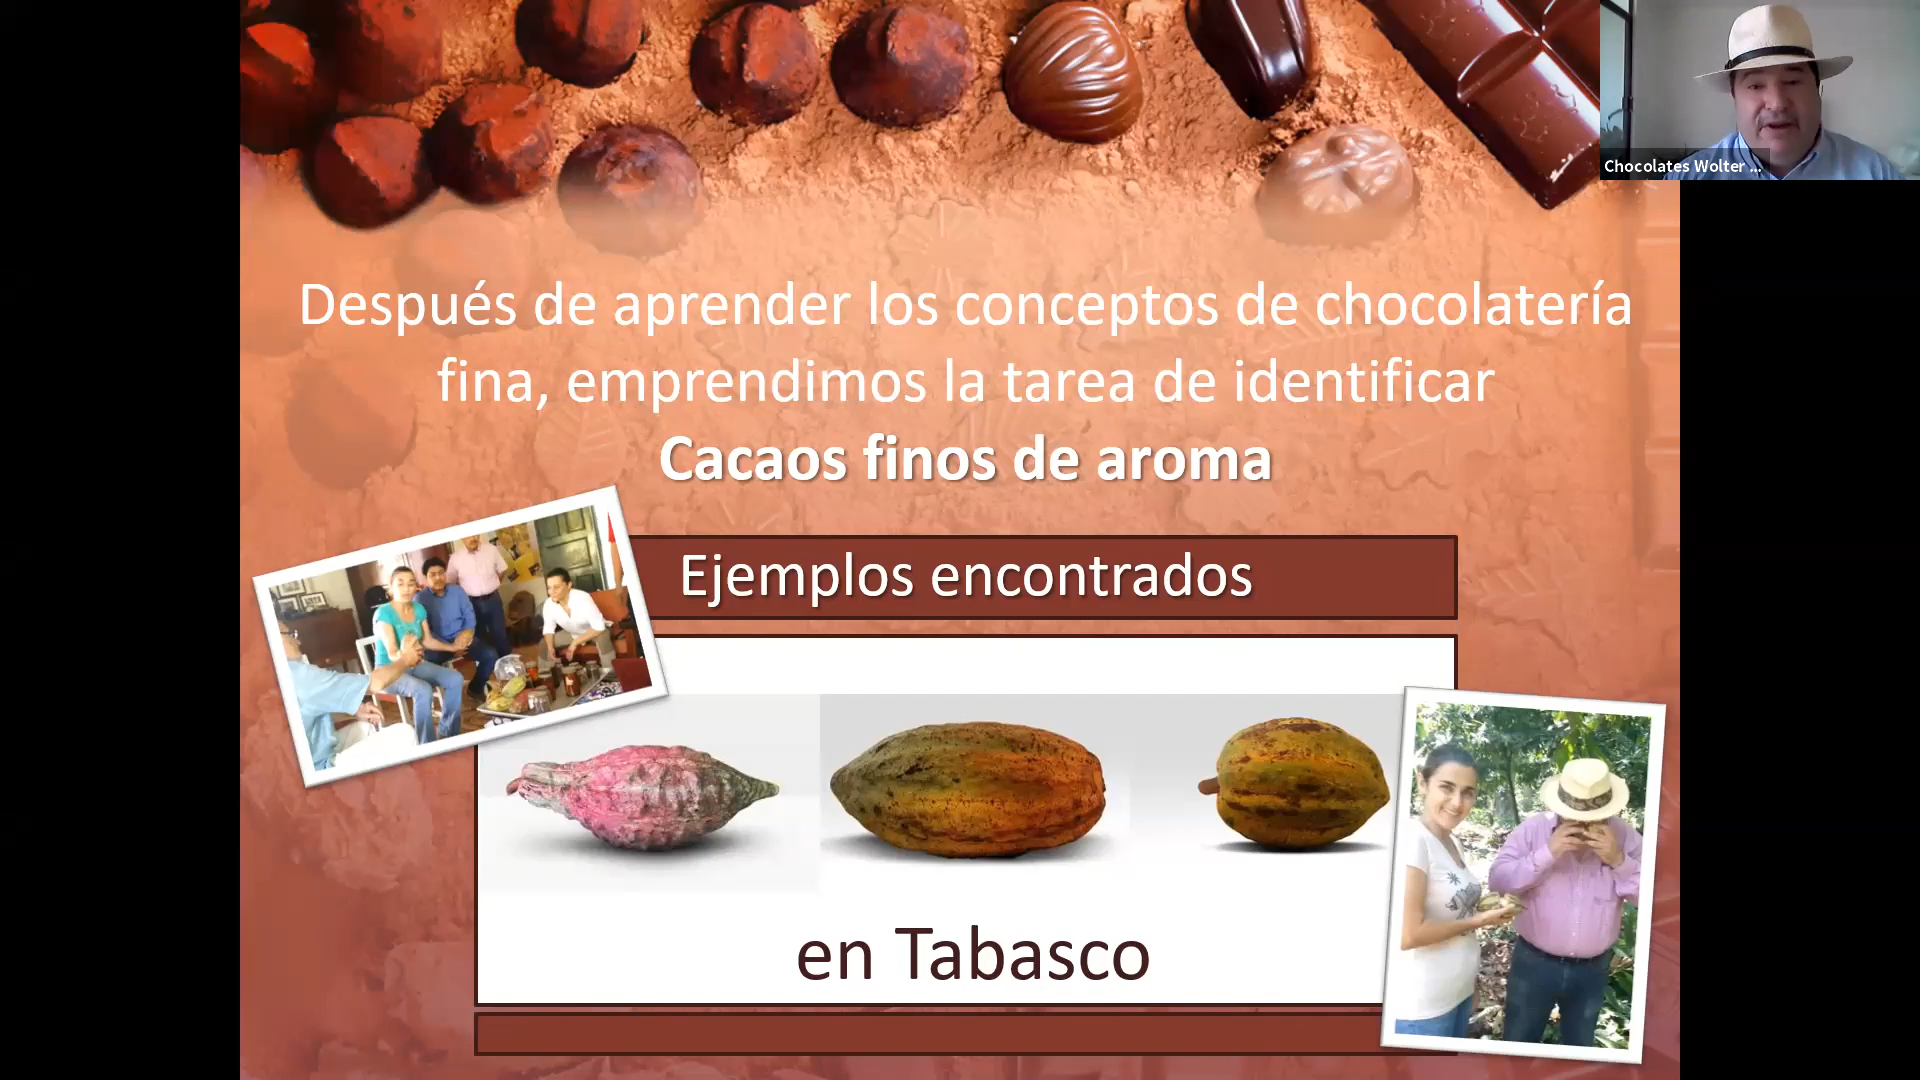 Después de aprender los conceptos de chocolatería
fina, emprendimos la tarea de identificar
Cacaos finos de aroma
Ejemplos encontrados
en Tabasco
Chocolates Wolter ...